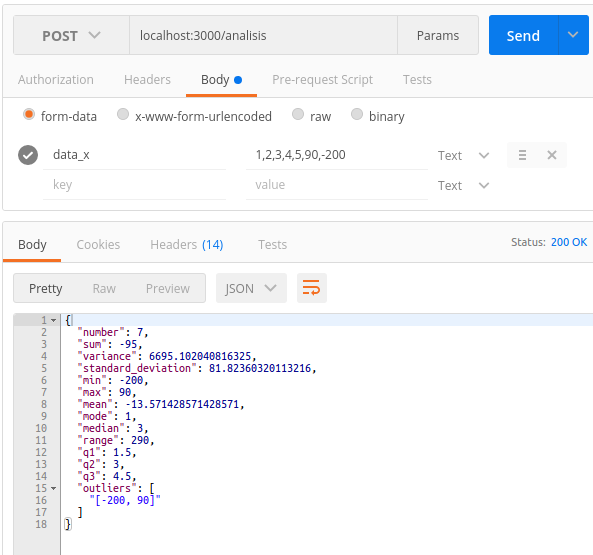 POST localhost:3000/analisis Params Send
Authorization Headers Body Pre-request Script Tests
form-data x-www-form-urlencoded raw binary
data_x 1,2,3,4,5,90,-200 Text
key value Text
Body Cookies Headers (14) Tests Status: 200 OK
Pretty Raw Preview JSON
1 {
2 "number": 7,
3 "sum": -95,
4 "variance": 6695.102040816325,
5 "standard_deviation": 81.82360320113216,
6 "min": -200,
7 "max": 90,
8 "mean": -13.571428571428571,
9 "mode": 1,
10 "median": 3,
11 "range": 290,
12 "q1": 1.5,
13 "q2": 3,
14 "q3": 4.5,
15 "outliers": [
16 "[-200, 90]"
17 ]
18 }